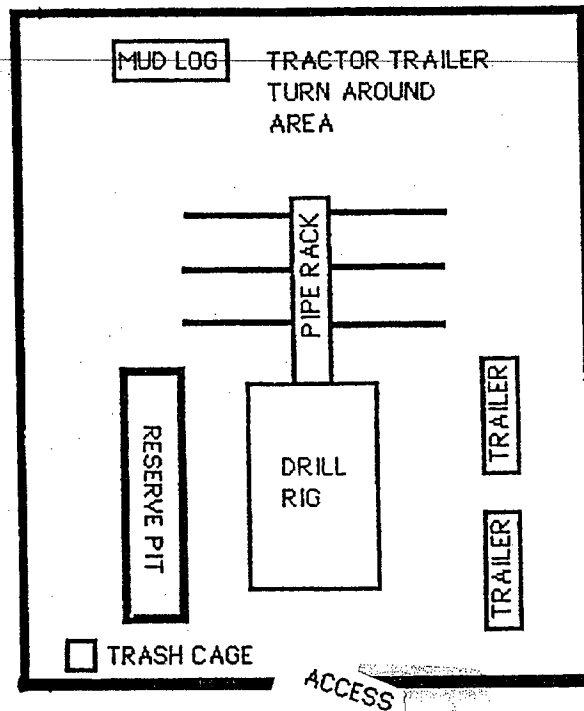 MUD LOG
TRACTOR TRAILER
TURN AROUND
AREA
PIPE RACK
RESERVE PIT
DRILL
RIG
TRAILER
TRAILER
TRASH CAGE
ACCESS